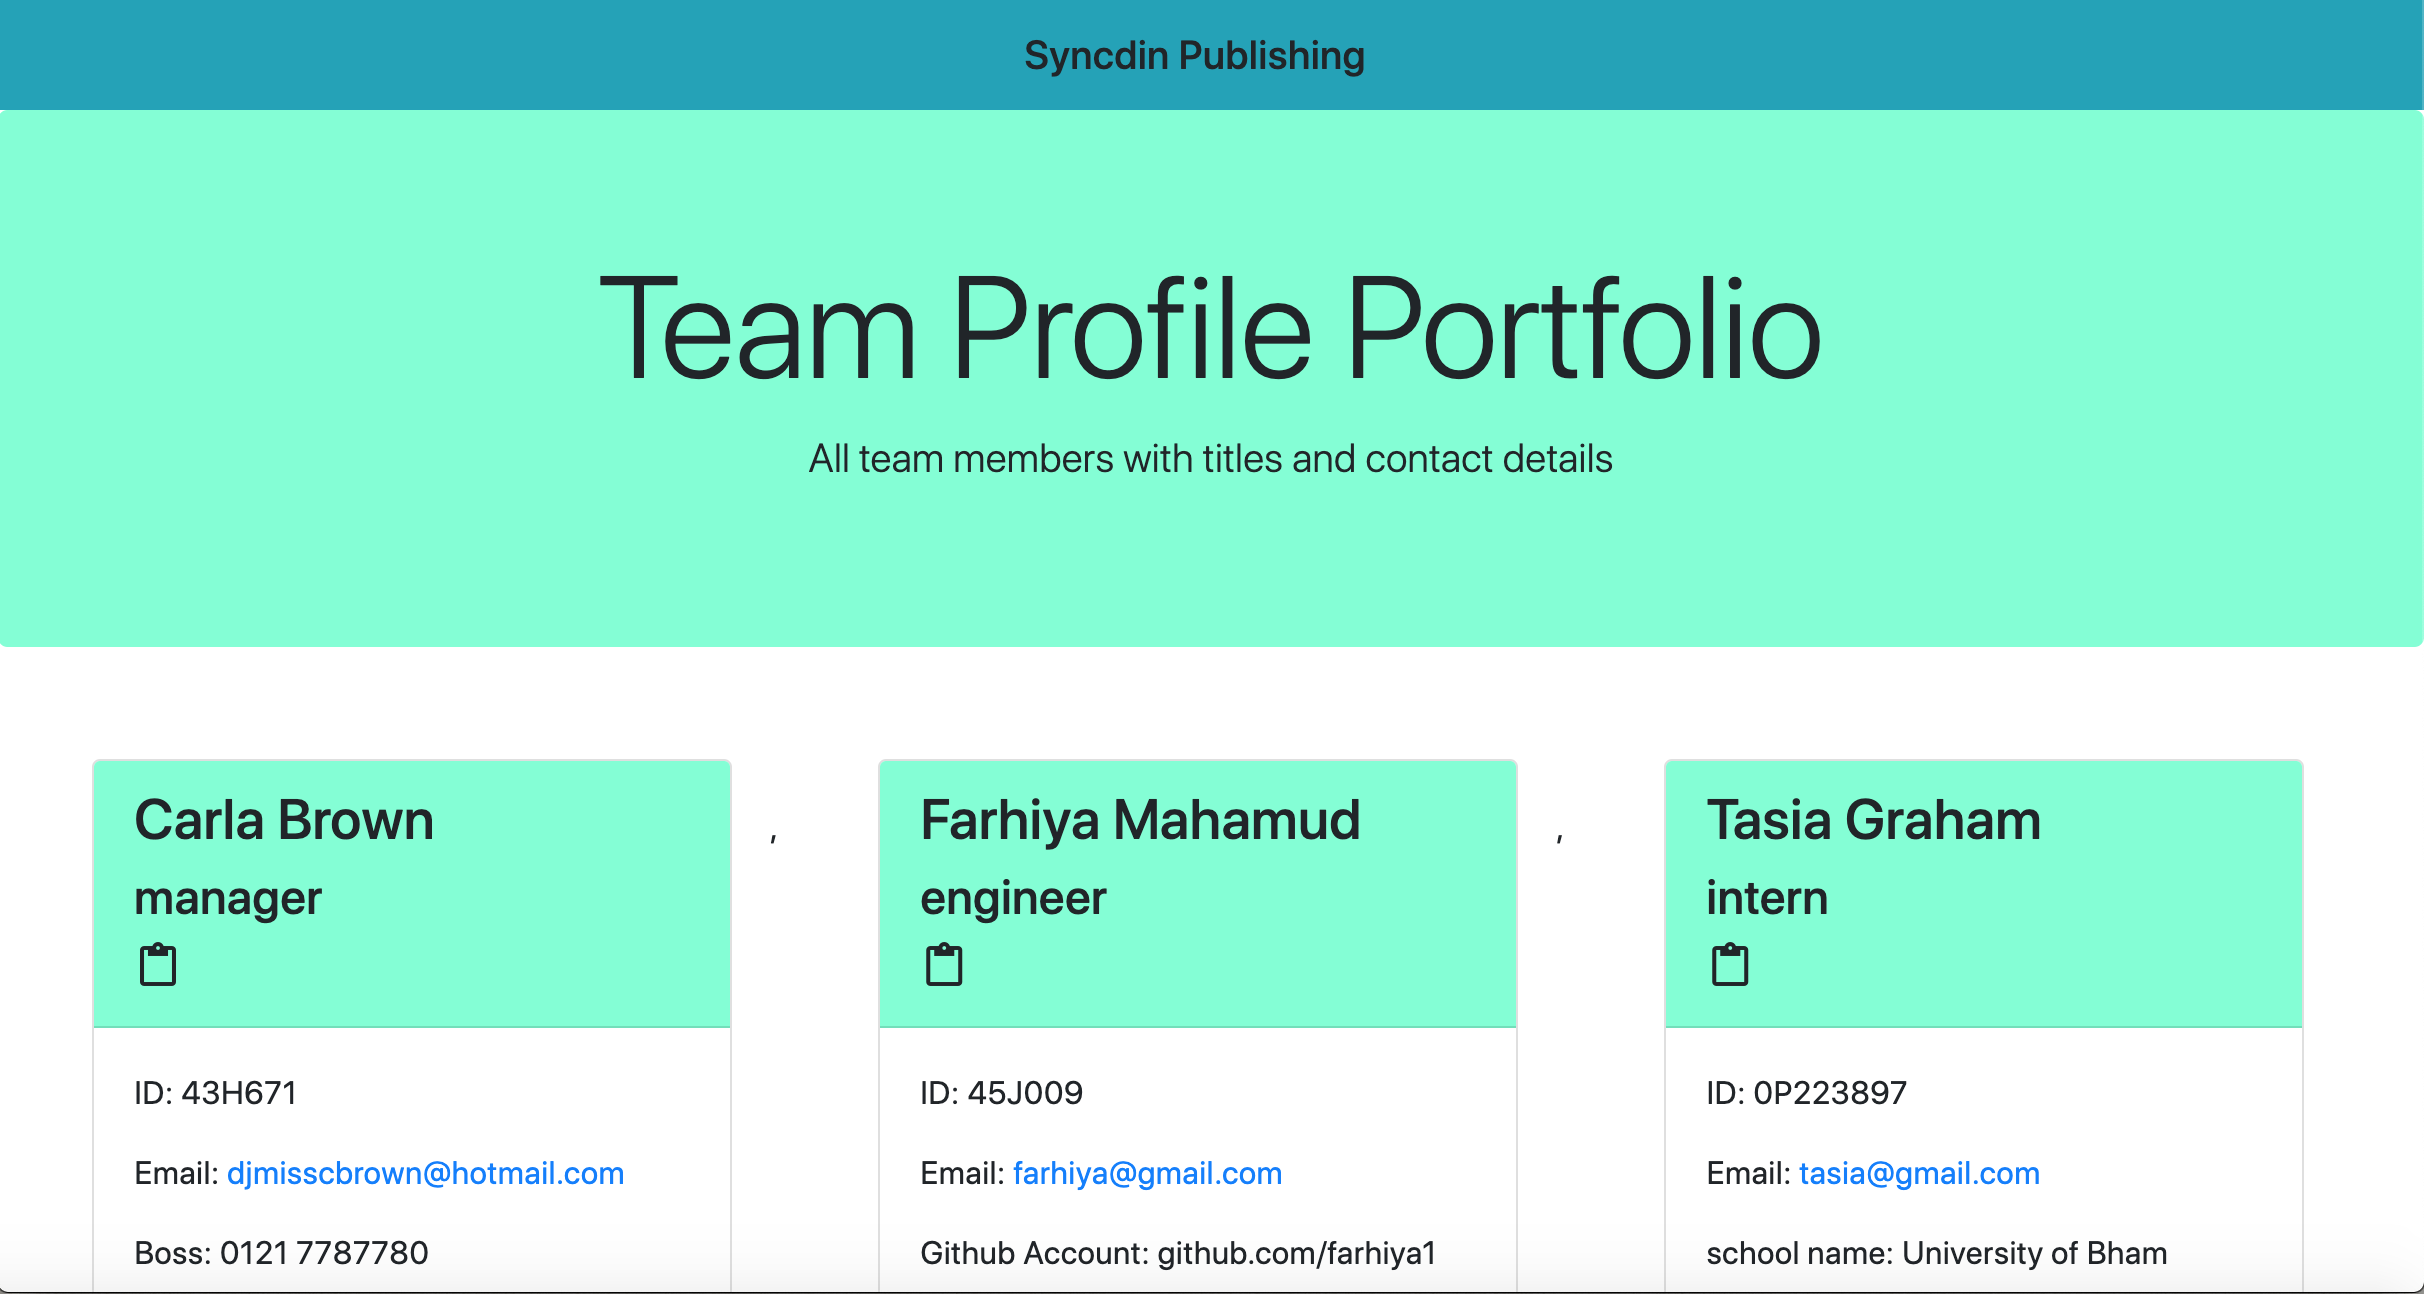 Syncdin Publishing
Team Profile Portfolio
All team members with titles and contact details
Carla Brown
manager
ID: 43H671
Email: djmisscbrown@hotmail.com
Boss: 0121 7787780
,
Farhiya Mahamud
engineer
ID: 45J009
Email: farhiya@gmail.com
Github Account: github.com/farhiya1
,
Tasia Graham
intern
ID: 0P223897
Email: tasia@gmail.com
school name: University of Bham